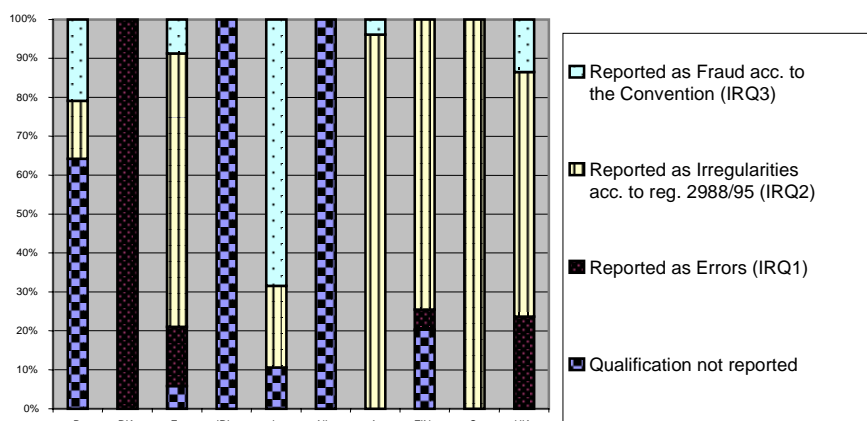 100%
90%
80%
70%
60%
50%
40%
30%
20%
10%
0%
Reported as Fraud acc. to
the Convention (IRQ3)
Reported as Irregularities
acc. to reg. 2988/95 (IRQ2)
Reported as Errors (IRQ1)
Qualification not reported